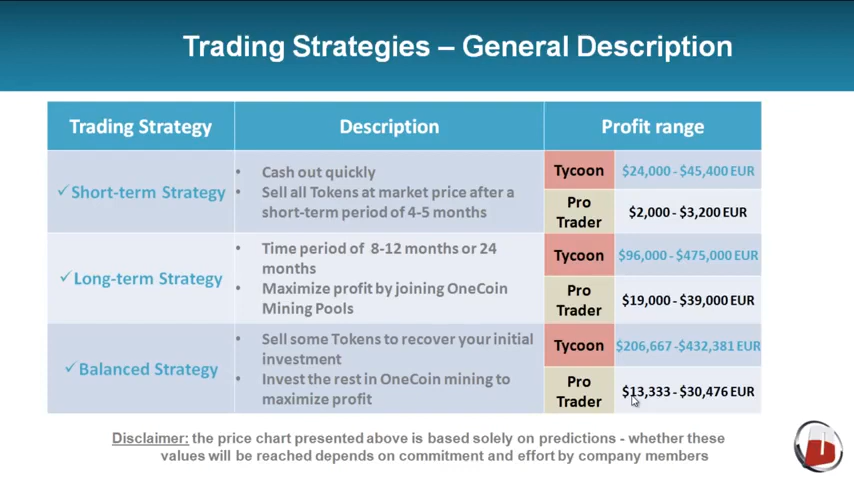 Trading Strategies – General Description
Trading Strategy
Description
Profit range
✓Short-term Strategy
• Cash out quickly
• Sell all Tokens at market price after a
short-term period of 4-5 months
Tycoon
$24,000 - $45,400 EUR
Pro
Trader
$2,000 - $3,200 EUR
✓Long-term Strategy
• Time period of 8-12 months or 24
months
• Maximize profit by joining OneCoin
Mining Pools
Tycoon
$96,000 - $475,000 EUR
Pro
Trader
$19,000 - $39,000 EUR
✓Balanced Strategy
• Sell some Tokens to recover your initial
investment
• Invest the rest in OneCoin mining to
maximize profit
Tycoon
$206,667 -$432,381 EUR
Pro
Trader
$13,333 - $30,476 EUR
Disclaimer: the price chart presented above is based solely on predictions - whether these
values will be reached depends on commitment and effort by company members